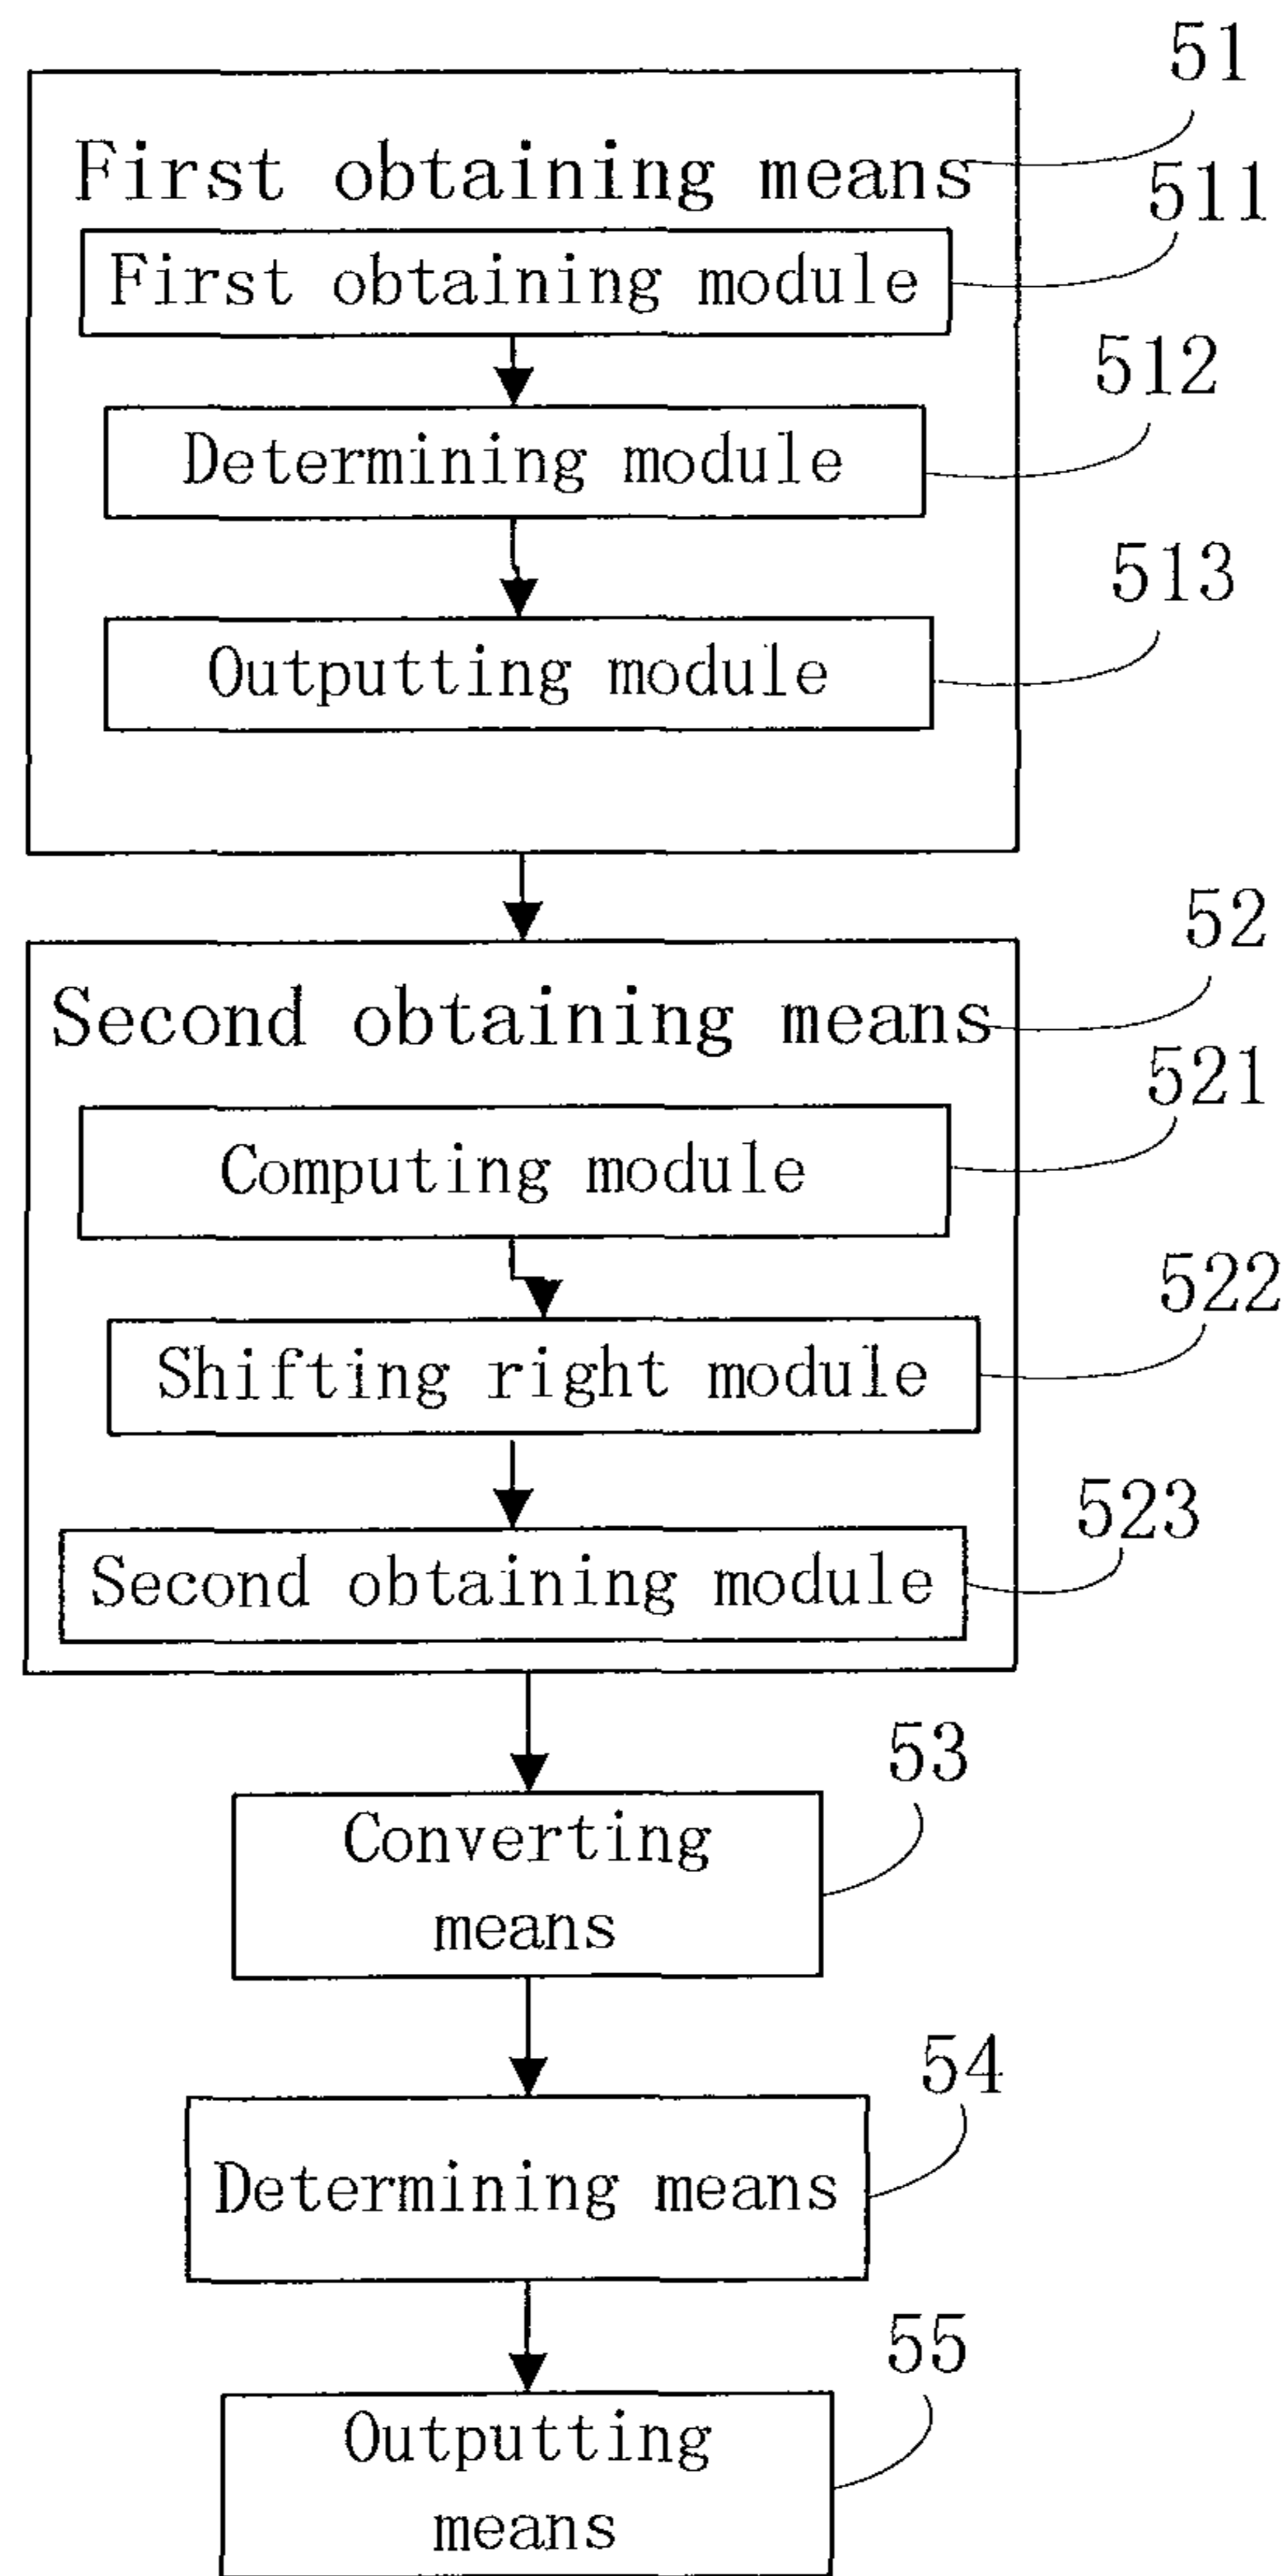 51
First obtaining means
511
First obtaining module
512
Determining module
513
Outputting module
52
Second obtaining means
521
Computing module
522
Shifting right module
523
Second obtaining module
53
Converting
means
54
Determining means
55
Outputting
means